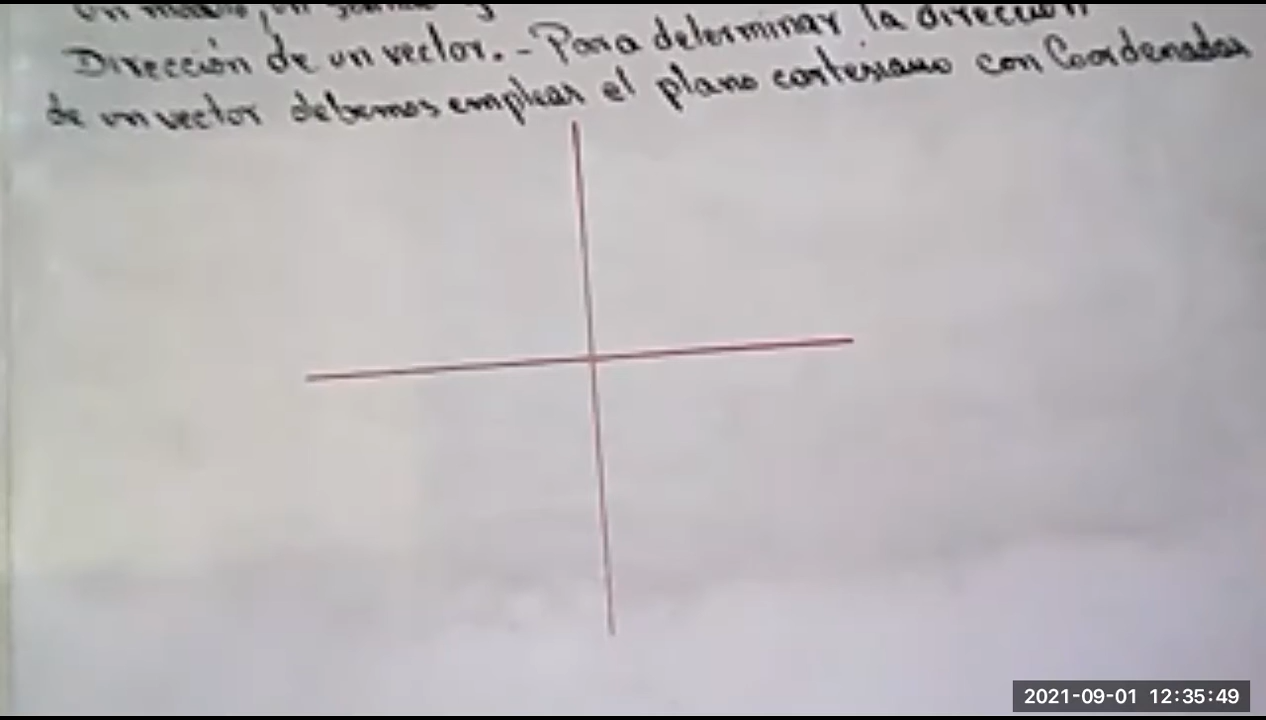 Dirección de un vector. - Para determinar la dirección
de un vector debemos emplear el plano cartesiano con Coordenadas
2021-09-01 12:35:49